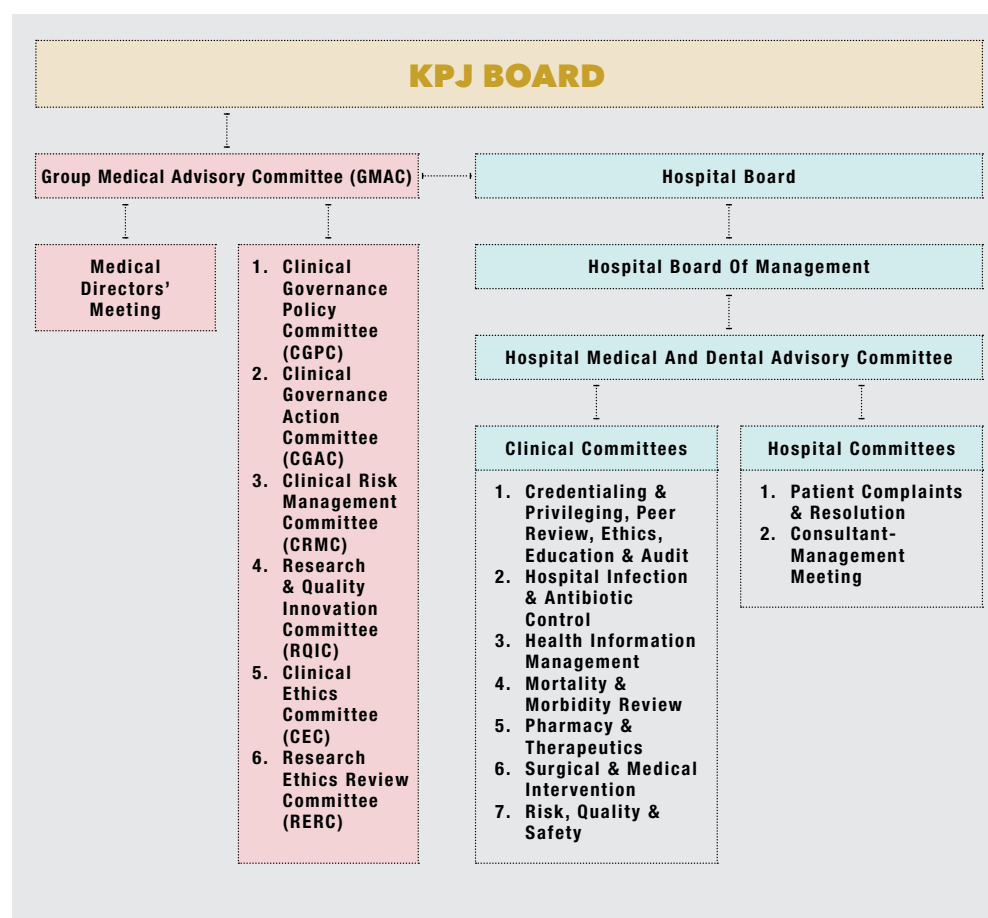 KPJ BOARD
Group Medical Advisory Committee (GMAC)
Hospital Board
Medical
Directors’
Meeting
1. Clinical
Governance
Policy
Committee
(CGPC)
2. Clinical
Governance
Action
Committee
(CGAC)
3. Clinical Risk
Management
Committee
(CRMC)
4. Research
& Quality
Innovation
Committee
(RQIC)
5. Clinical
Ethics
Committee
(CEC)
6. Research
Ethics Review
Committee
(RERC)
Hospital Board Of Management
Hospital Medical And Dental Advisory Committee
Clinical Committees
1. Credentialing &
Privileging, Peer
Review, Ethics,
Education & Audit
2. Hospital Infection
& Antibiotic
Control
3. Health Information
Management
4. Mortality &
Morbidity Review
5. Pharmacy &
Therapeutics
6. Surgical & Medical
Intervention
7. Risk, Quality &
Safety
Hospital Committees
1. Patient Complaints
& Resolution
2. Consultant-
Management
Meeting